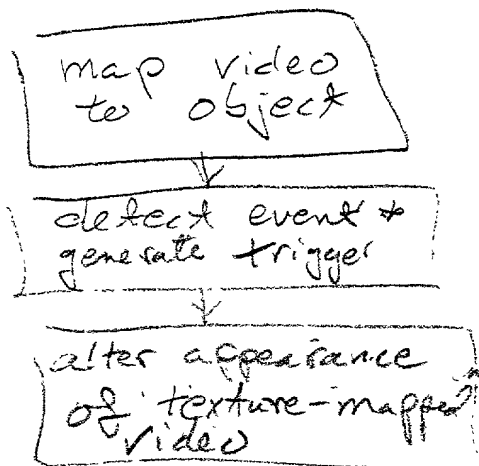 map video
to object
detect event &
generate trigger
alter appearance
of texture-mapped
video